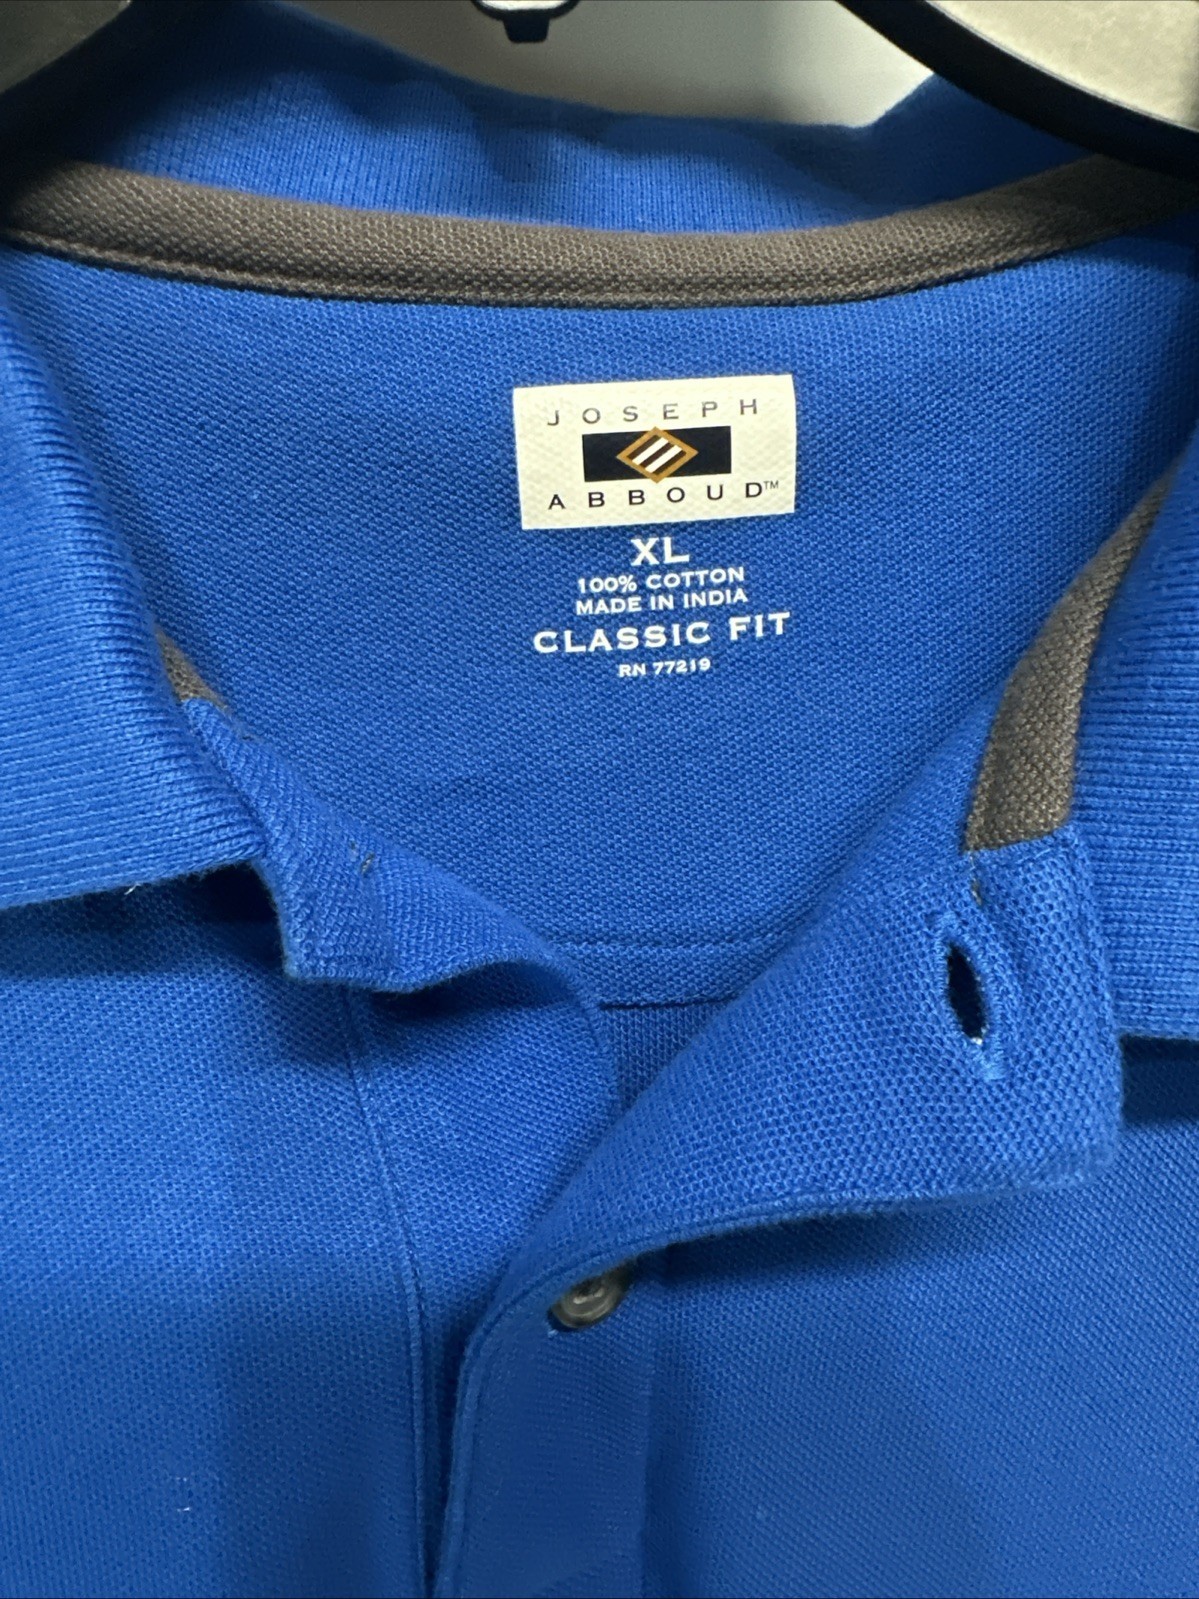 JOSEPH
ABBOUD™
XL
100% COTTON
MADE IN INDIA
CLASSIC FIT
RN 77219